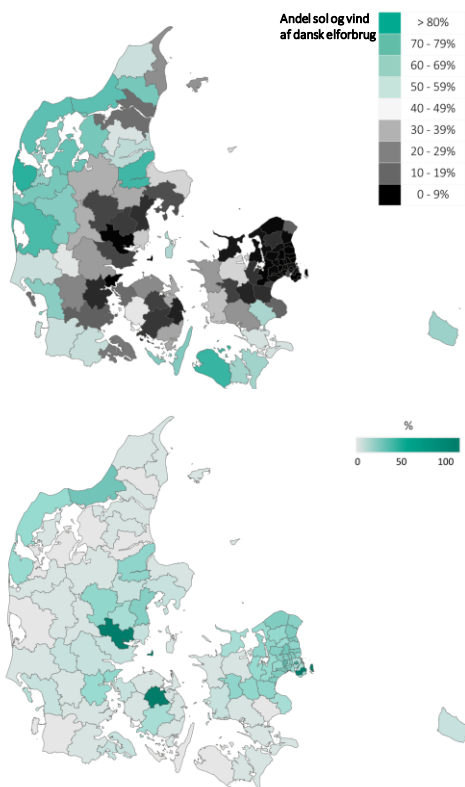 Andel sol og vind
af dansk elforbrug
> 80%
70 - 79%
60 - 69%
50 - 59%
40 - 49%
30 - 39%
20 - 29%
10 - 19%
0 - 9%
%
0 50 100